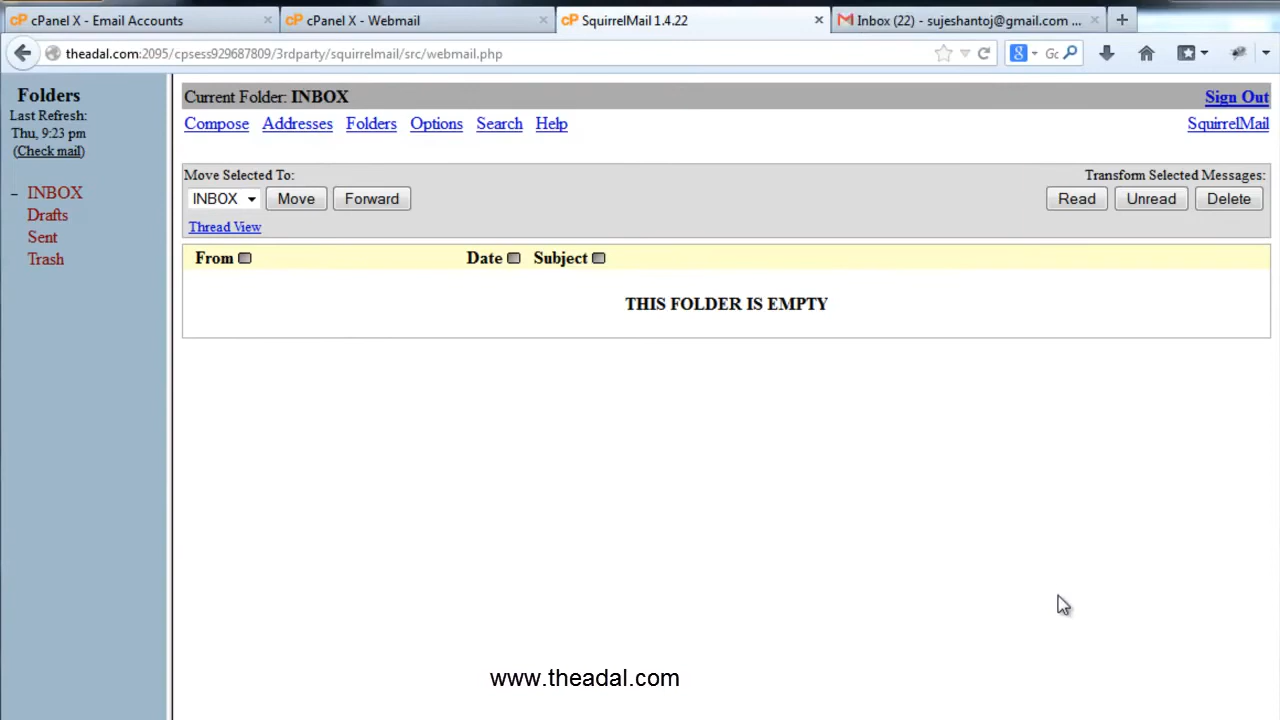 cPanel X - Email Accounts
cPanel X - Webmail
SquirrelMail 1.4.22
Inbox (22) - sujeshantoj@gmail.com ...
theadal.com:2095/cpsess929687809/3rdparty/squirrelmail/src/webmail.php
Folders
Last Refresh:
Thu, 9:23 pm
(Check mail)
– INBOX
Drafts
Sent
Trash
Current Folder: INBOX
Sign Out
Compose Addresses Folders Options Search Help
SquirrelMail
Move Selected To:
Transform Selected Messages:
INBOX Move Forward
Read Unread Delete
Thread View
From Date Subject
THIS FOLDER IS EMPTY
www.theadal.com